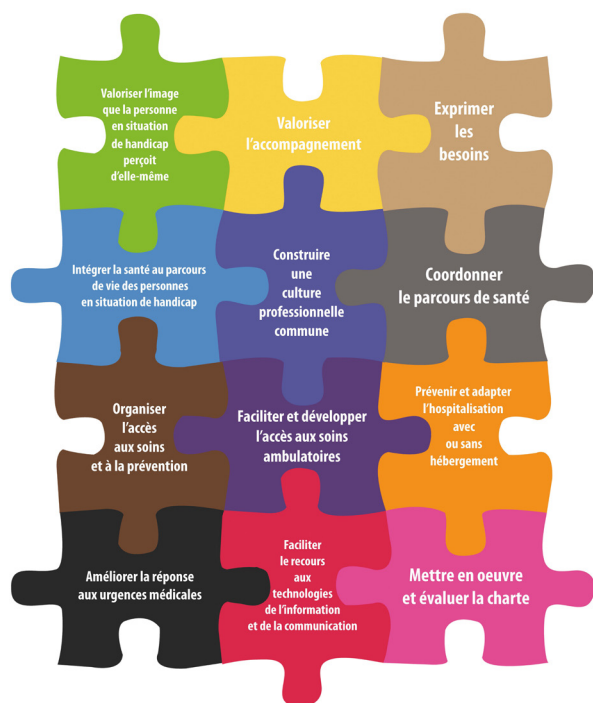 Valoriser l'image
que la personne
en situation
de handicap
perçoit
d'elle-même
Valoriser
l'accompagnement
Exprimer
les
besoins
Intégrer la santé au parcours
de vie des personnes
en situation de handicap
Construire
une
culture
professionnelle
commune
Coordonner
le parcours de santé
Organiser
l'accès
aux soins
et à la prévention
Faciliter et développer
l'accès aux soins
ambulatoires
Prévenir et adapter
l'hospitalisation
avec
ou sans
hébergement
Améliorer la réponse
aux urgences médicales
Faciliter
le recours
aux
technologies
de l'information
et de la communication
Mettre en oeuvre
et évaluer la charte